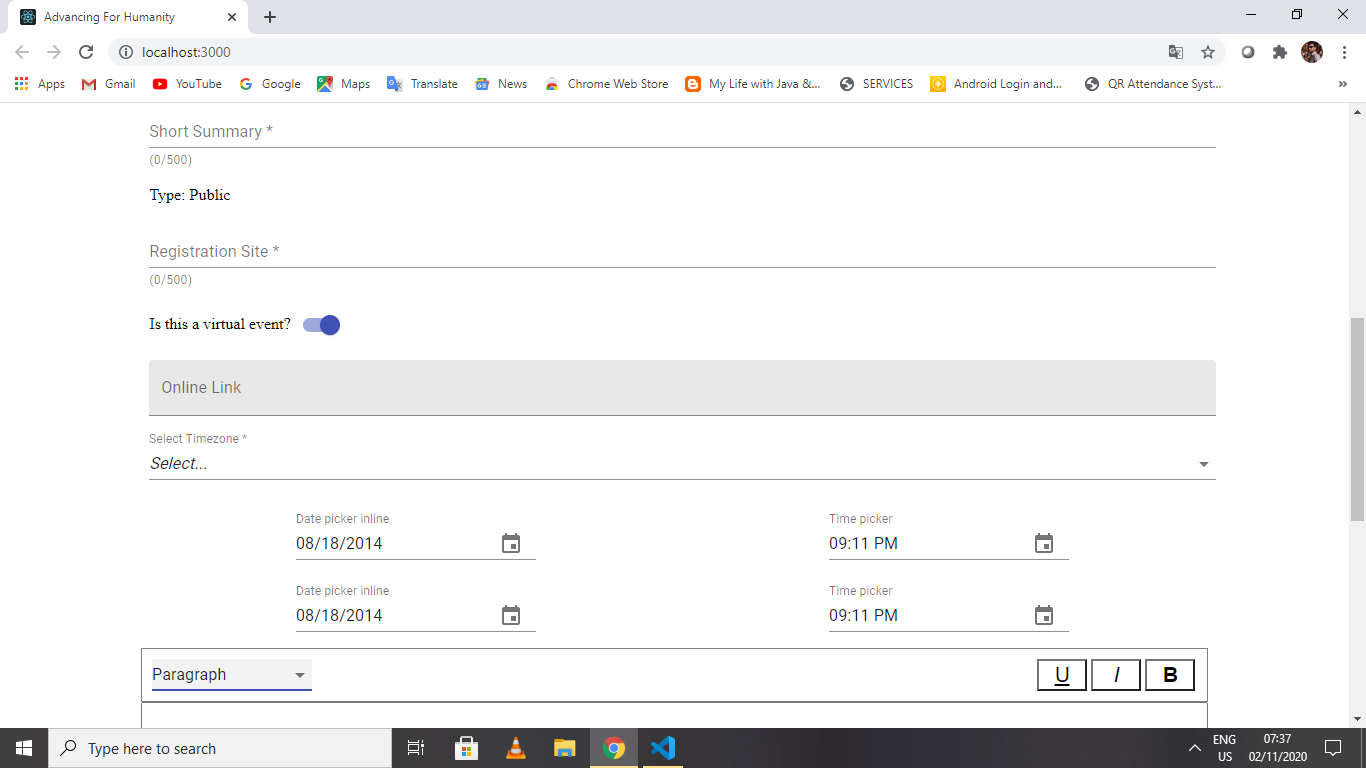 Advancing For Humanity
localhost:3000
Apps Gmail YouTube Google Maps Translate News Chrome Web Store My Life with Java &... SERVICES Android Login and... QR Attendance Syst... »
Short Summary *
(0/500)
Type: Public
Registration Site *
(0/500)
Is this a virtual event?
Online Link
Select Timezone *
Select...
Date picker inline Time picker
08/18/2014 09:11 PM
Date picker inline Time picker
08/18/2014 09:11 PM
Paragraph U I B
Type here to search
ENG 07:37
US 02/11/2020